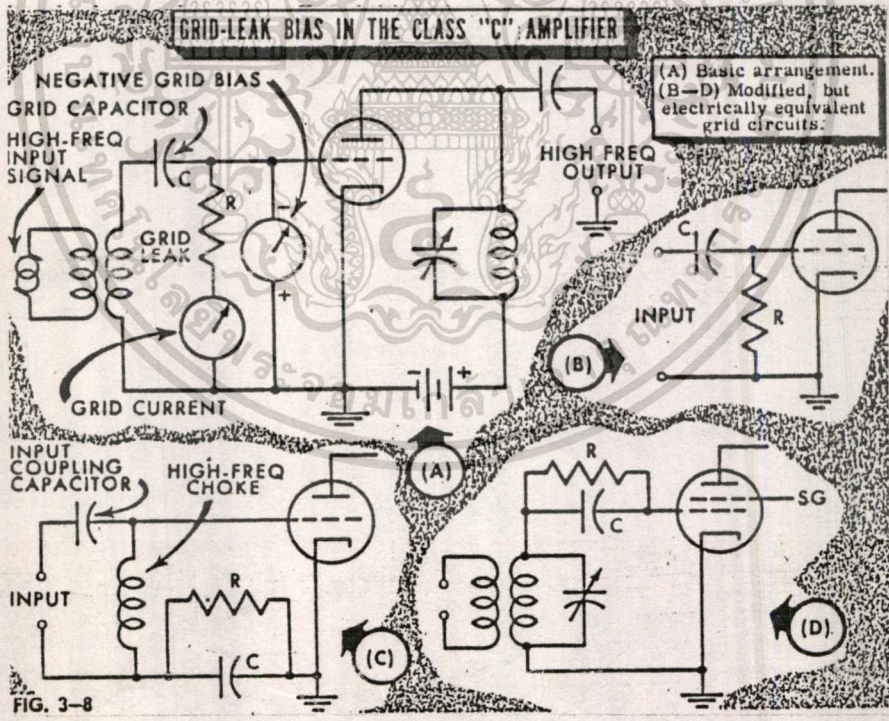 GRID-LEAK BIAS IN THE CLASS "C" AMPLIFIER
(A) Basic arrangement.
(B—D) Modified, but
electrically equivalent
grid circuits.
NEGATIVE GRID BIAS
GRID CAPACITOR
HIGH-FREQ
INPUT
SIGNAL
C
R
GRID
LEAK
-
+
GRID CURRENT
HIGH FREQ
OUTPUT
- +
(A)
C
INPUT
R
(B)
INPUT
COUPLING
CAPACITOR
HIGH-FREQ
CHOKE
INPUT
R
C
(C)
R
C
SG
(D)
FIG. 3-8